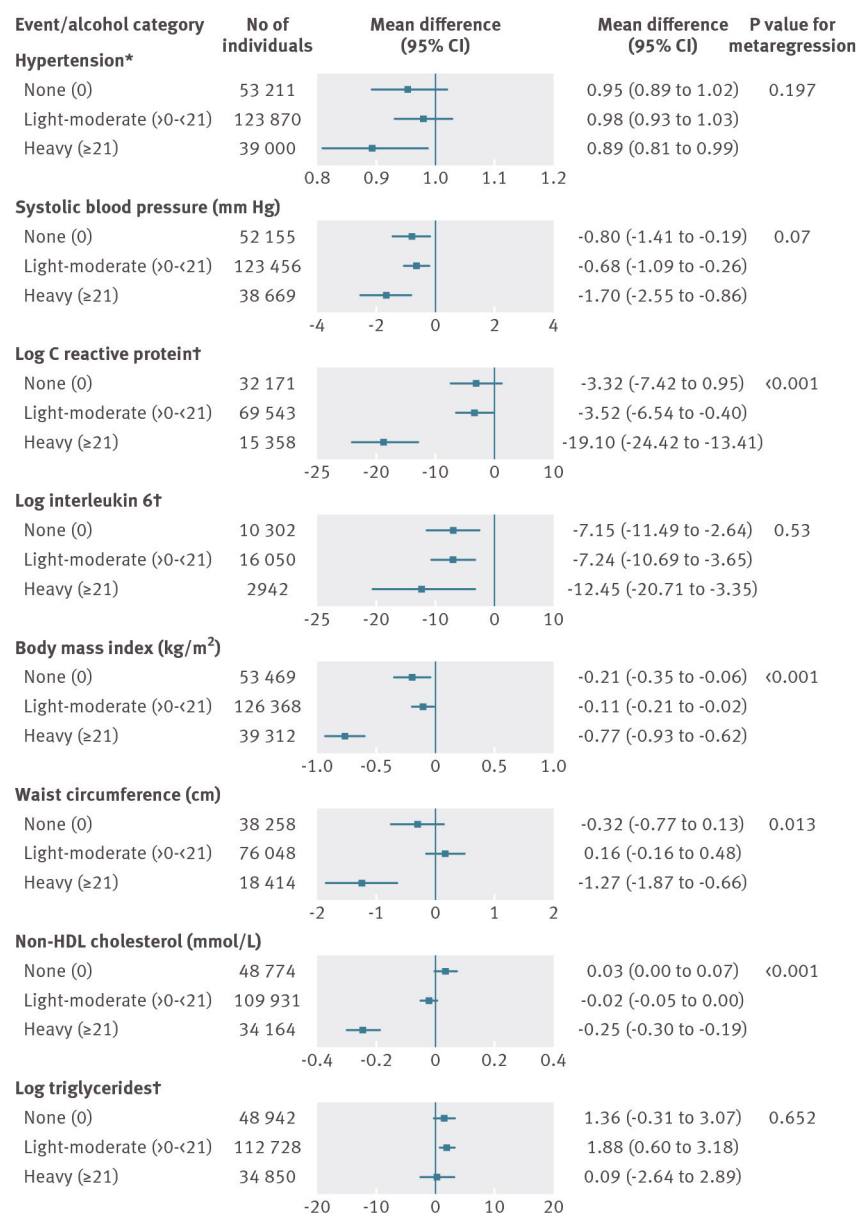 Event/alcohol category No of individuals Mean difference (95% CI) Mean difference (95% CI) P value for metaregression
Hypertension*
None (0) 53 211 0.95 (0.89 to 1.02) 0.197
Light-moderate (>0-<21) 123 870 0.98 (0.93 to 1.03)
Heavy (≥21) 39 000 0.89 (0.81 to 0.99)
0.8 0.9 1.0 1.1 1.2
Systolic blood pressure (mm Hg)
None (0) 52 155 -0.80 (-1.41 to -0.19) 0.07
Light-moderate (>0-<21) 123 456 -0.68 (-1.09 to -0.26)
Heavy (≥21) 38 669 -1.70 (-2.55 to -0.86)
-4 -2 0 2 4
Log C reactive protein†
None (0) 32 171 -3.32 (-7.42 to 0.95) <0.001
Light-moderate (>0-<21) 69 543 -3.52 (-6.54 to -0.40)
Heavy (≥21) 15 358 -19.10 (-24.42 to -13.41)
-25 -20 -10 0 10
Log interleukin 6†
None (0) 10 302 -7.15 (-11.49 to -2.64) 0.53
Light-moderate (>0-<21) 16 050 -7.24 (-10.69 to -3.65)
Heavy (≥21) 2942 -12.45 (-20.71 to -3.35)
-25 -20 -10 0 10
Body mass index (kg/m²)
None (0) 53 469 -0.21 (-0.35 to -0.06) <0.001
Light-moderate (>0-<21) 126 368 -0.11 (-0.21 to -0.02)
Heavy (≥21) 39 312 -0.77 (-0.93 to -0.62)
-1.0 -0.5 0 0.5 1.0
Waist circumference (cm)
None (0) 38 258 -0.32 (-0.77 to 0.13) 0.013
Light-moderate (>0-<21) 76 048 0.16 (-0.16 to 0.48)
Heavy (≥21) 18 414 -1.27 (-1.87 to -0.66)
-2 -1 0 1 2
Non-HDL cholesterol (mmol/L)
None (0) 48 774 0.03 (0.00 to 0.07) <0.001
Light-moderate (>0-<21) 109 931 -0.02 (-0.05 to 0.00)
Heavy (≥21) 34 164 -0.25 (-0.30 to -0.19)
-0.4 -0.2 0 0.2 0.4
Log triglycerides†
None (0) 48 942 1.36 (-0.31 to 3.07) 0.652
Light-moderate (>0-<21) 112 728 1.88 (0.60 to 3.18)
Heavy (≥21) 34 850 0.09 (-2.64 to 2.89)
-20 -10 0 10 20